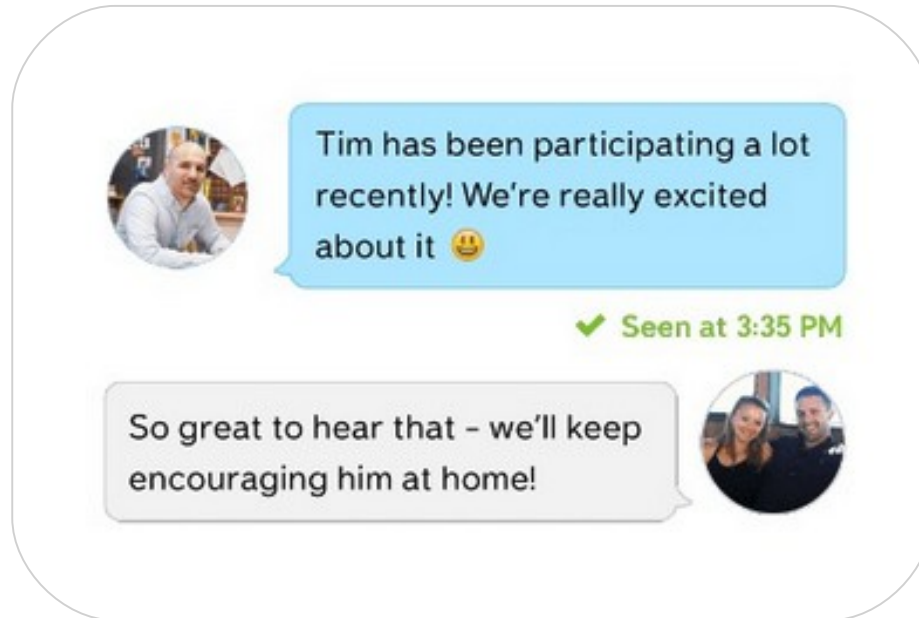 Tim has been participating a lot
recently! We're really excited
about it 😃
✔ Seen at 3:35 PM
So great to hear that – we'll keep
encouraging him at home!